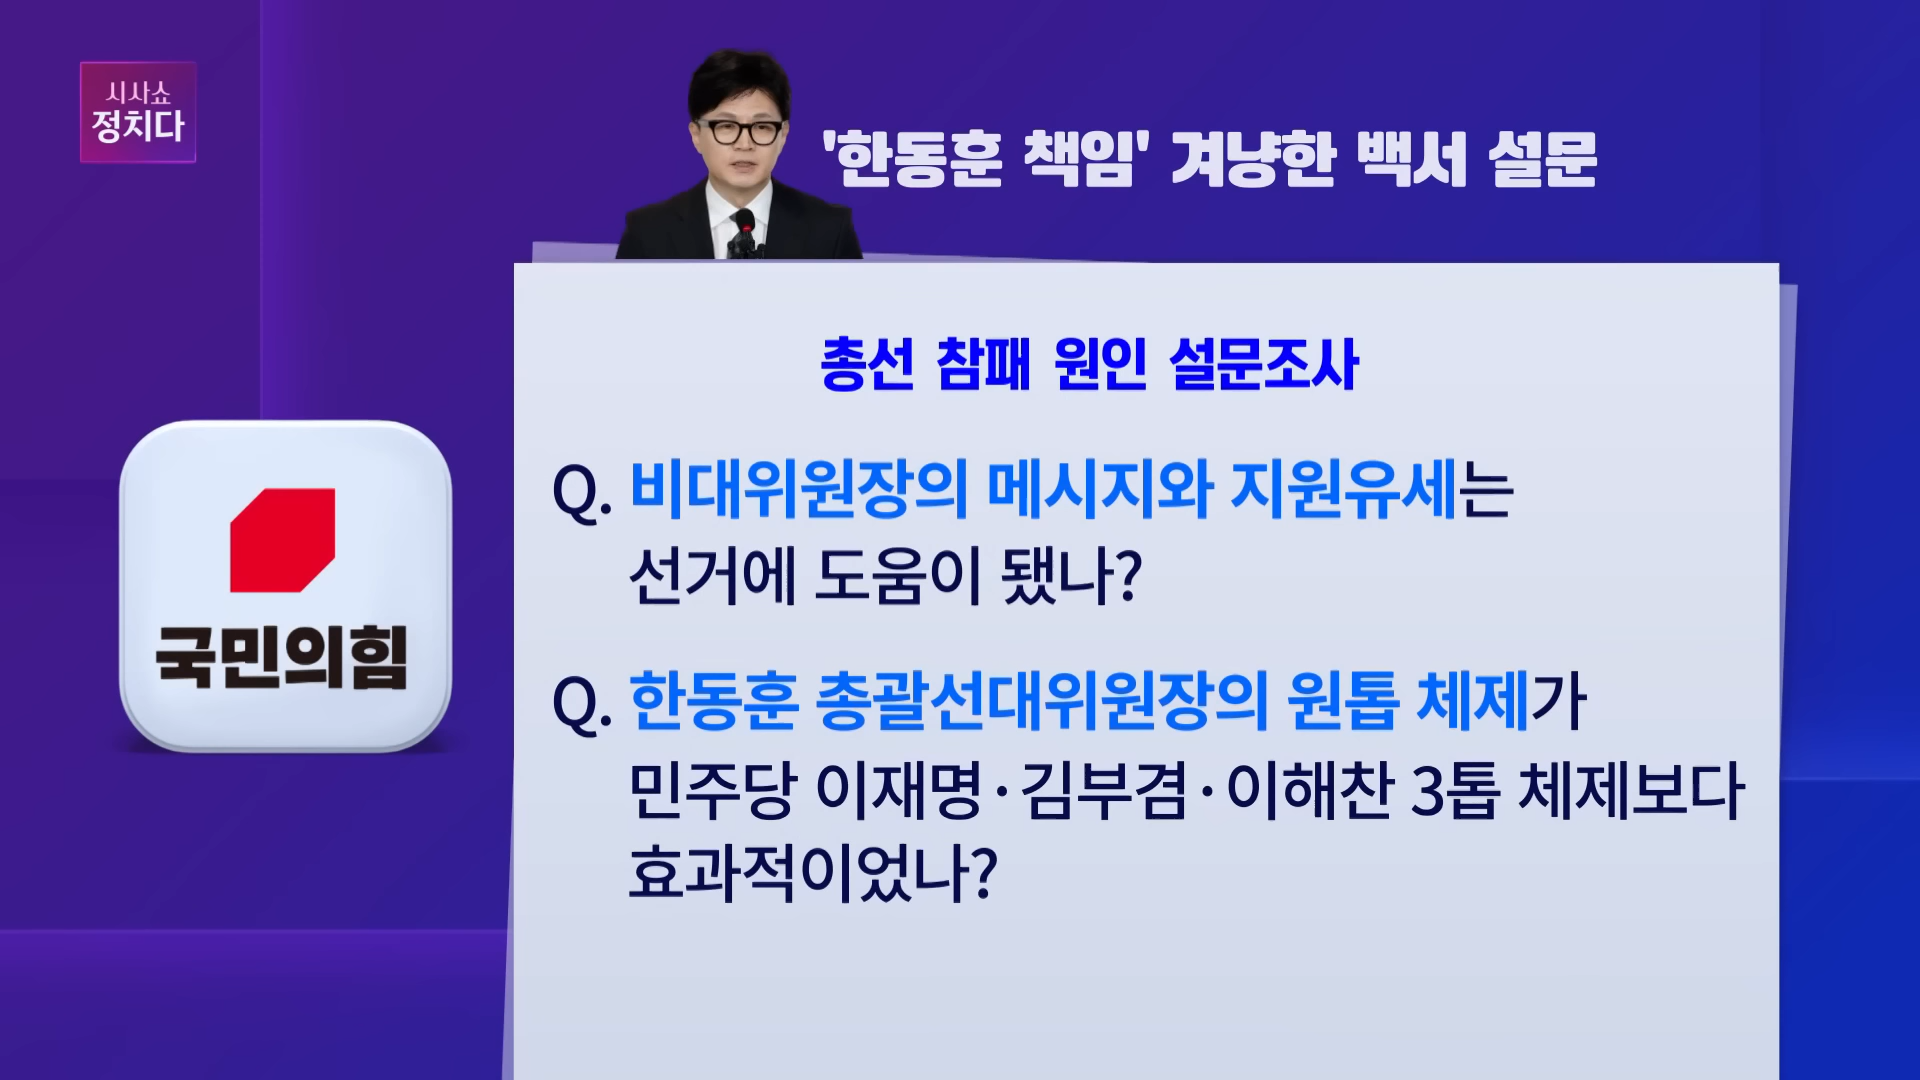 시사쇼
정치다
'한동훈 책임' 겨냥한 백서 설문
총선 참패 원인 설문조사
Q. 비대위원장의 메시지와 지원유세는
선거에 도움이 됐나?
Q. 한동훈 총괄선대위원장의 원톱 체제가
민주당 이재명·김부겸·이해찬 3톱 체제보다
효과적이었나?
국민의힘